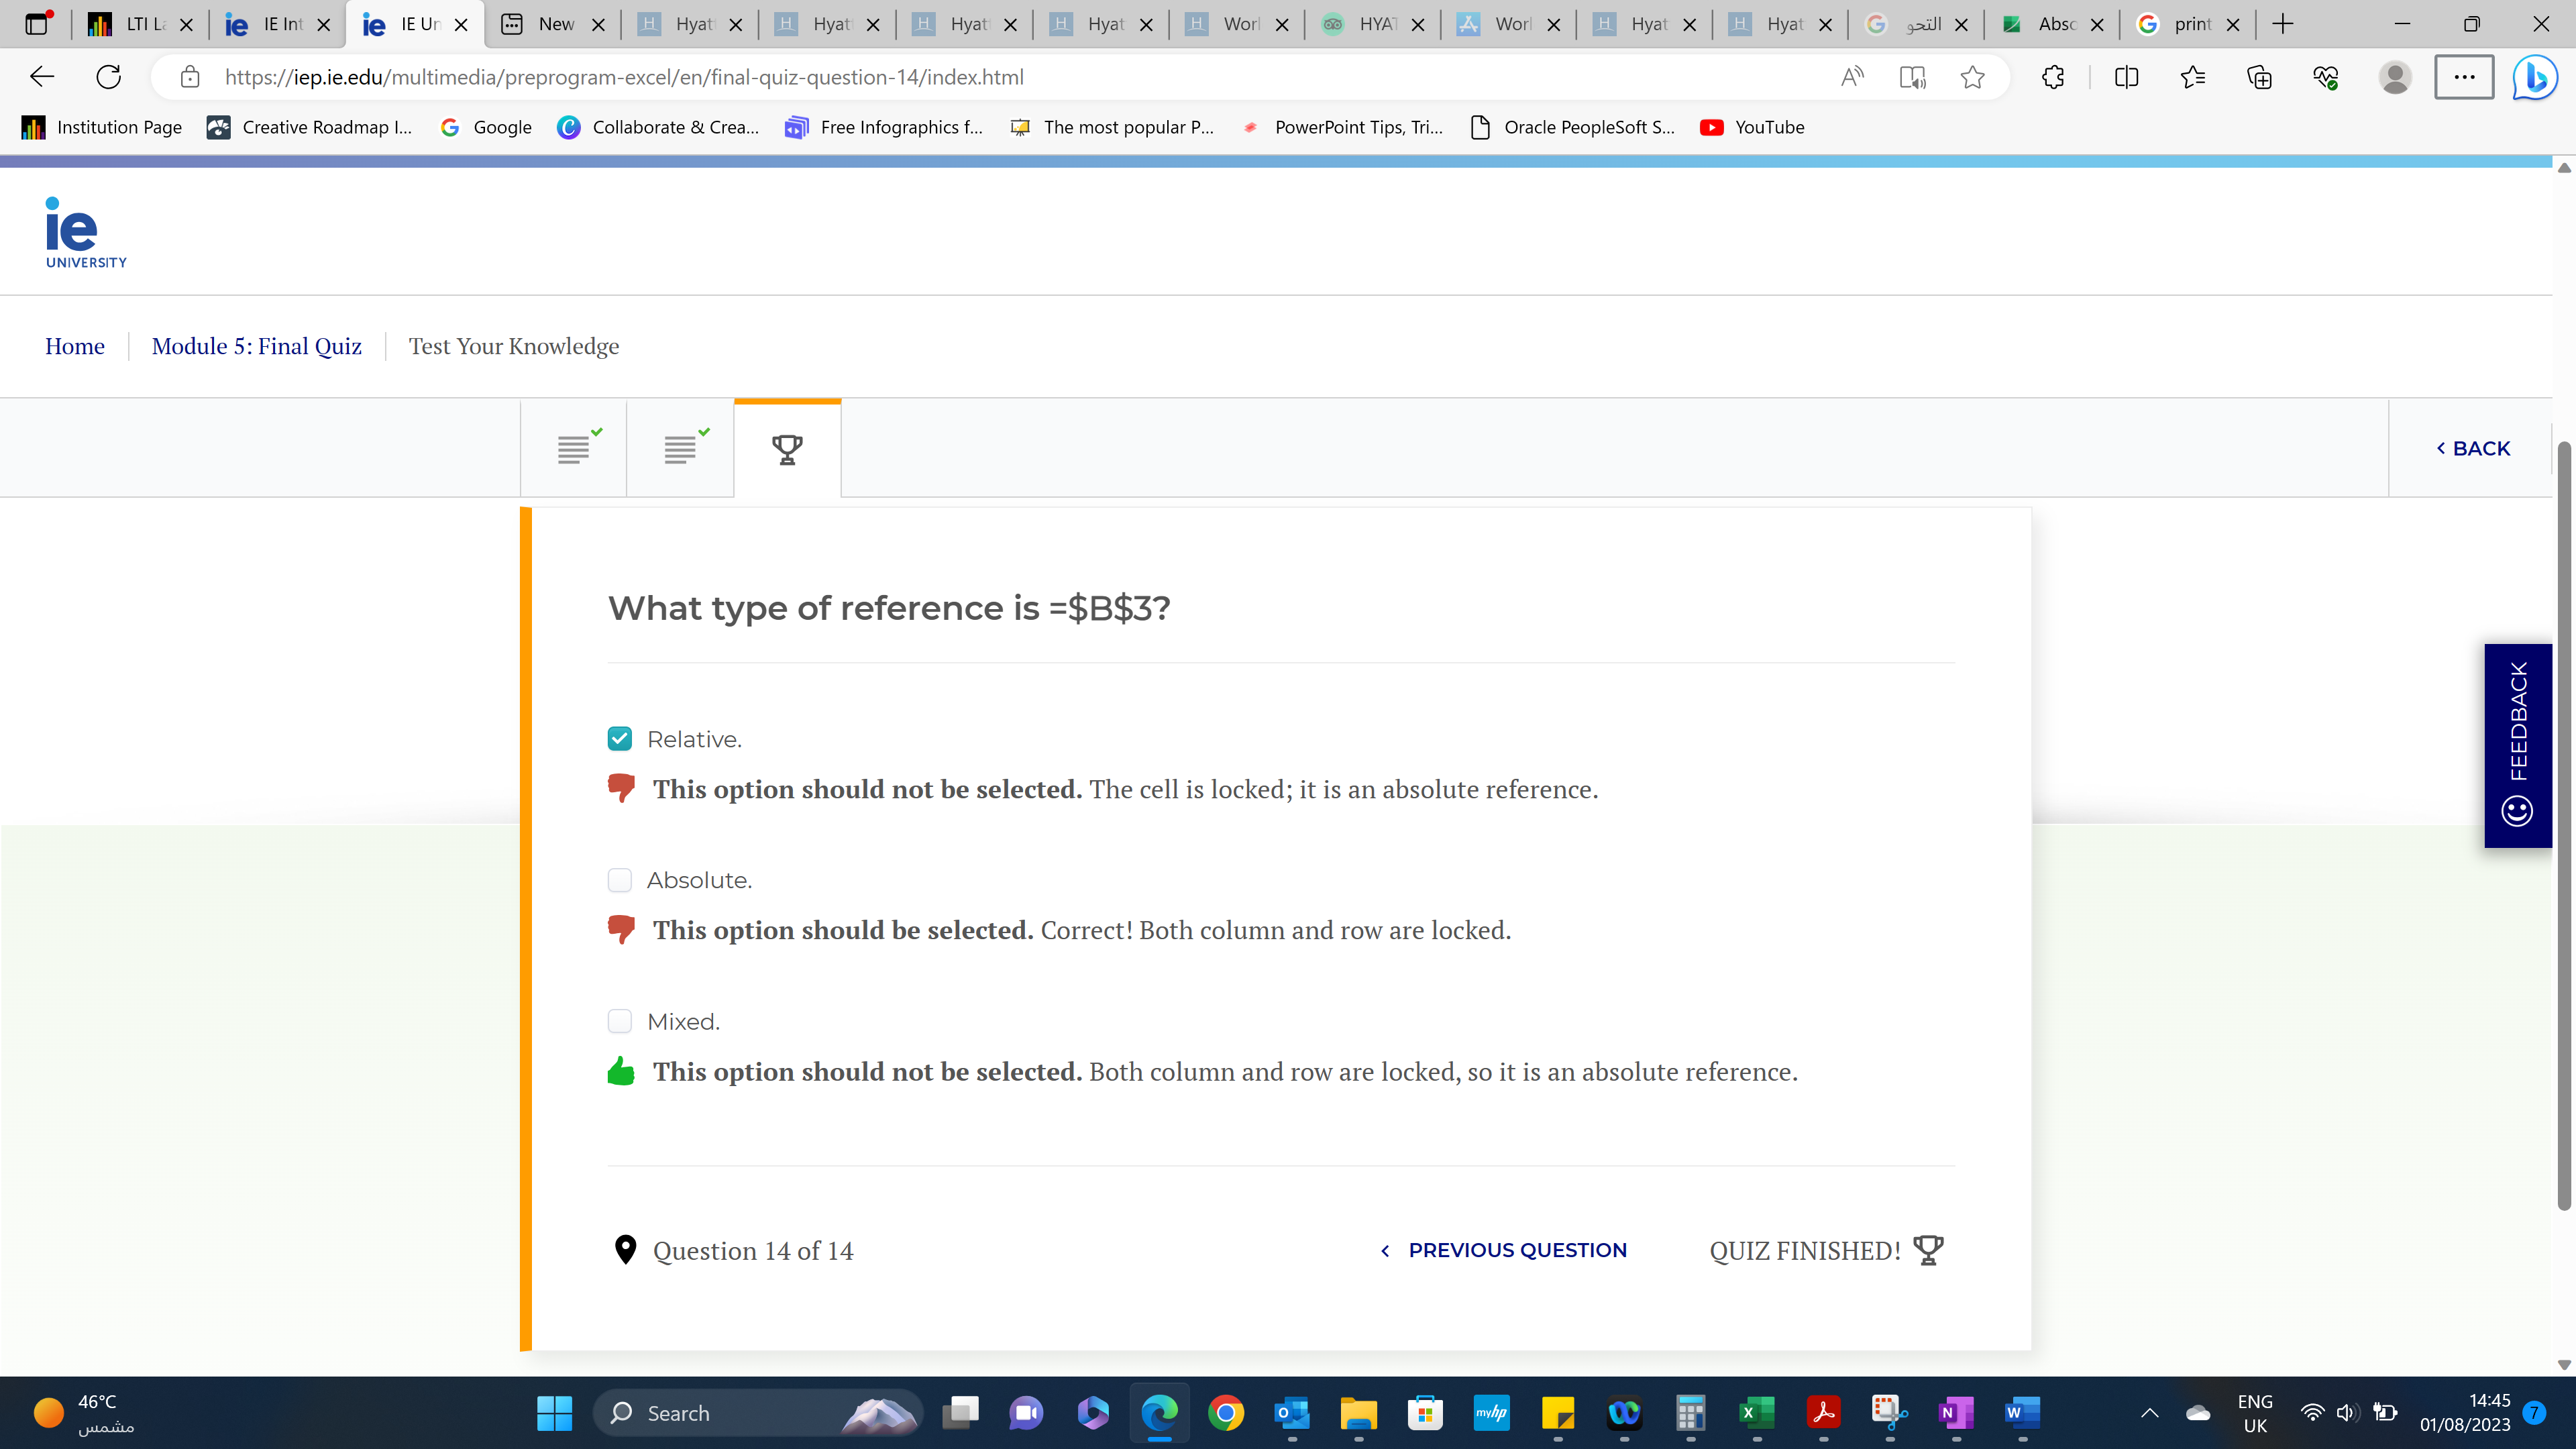 LTI La
IE Int
IE Un
New
Hyat
Hyat
Hyat
Hyat
Worl
HYAT
Worl
Hyat
Hyat
التحو
Abso
print
https://iep.ie.edu/multimedia/preprogram-excel/en/final-quiz-question-14/index.html
Institution Page
Creative Roadmap I...
Google
Collaborate & Crea...
Free Infographics f...
The most popular P...
PowerPoint Tips, Tri...
Oracle PeopleSoft S...
YouTube
ie
UNIVERSITY
Home
Module 5: Final Quiz
Test Your Knowledge
BACK
What type of reference is =$B$3?
Relative.
This option should not be selected. The cell is locked; it is an absolute reference.
Absolute.
This option should be selected. Correct! Both column and row are locked.
Mixed.
This option should not be selected. Both column and row are locked, so it is an absolute reference.
Question 14 of 14
PREVIOUS QUESTION
QUIZ FINISHED!
FEEDBACK
46°C
مشمس
Search
myhp
ENG
UK
14:45
01/08/2023
7